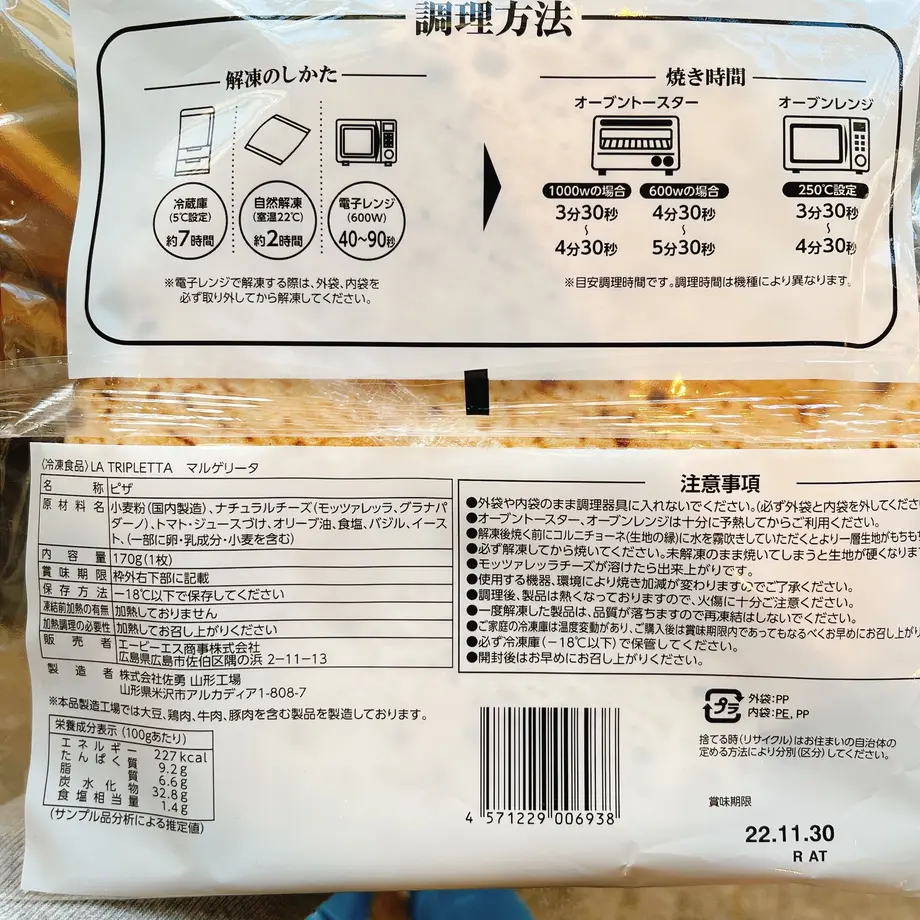 調理方法
解凍のしかた
冷蔵庫
(5℃設定)
約7時間
自然解凍
(室温22℃)
約2時間
電子レンジ
(600W)
40~90秒
※電子レンジで解凍する際は、外袋、内袋を
必ず取り外してから解凍してください。
焼き時間
オーブントースター
1000wの場合
3分30秒
~
4分30秒
600wの場合
4分30秒
~
5分30秒
オーブンレンジ
250℃設定
3分30秒
~
4分30秒
※目安調理時間です。調理時間は機種により異なります。
〈冷凍食品〉LA TRIPLETTA マルゲリータ
名称 ピザ
原材料名 小麦粉(国内製造)、ナチュラルチーズ(モッツァレッラ、グラナパ
ダーノ)、トマト・ジュースづけ、オリーブ油、食塩、バジル、イース
ト、(一部に卵・乳成分・小麦を含む)
内容量 170g(1枚)
賞味期限 枠外右下部に記載
保存方法 −18℃以下で保存してください
凍結前加熱の有無 加熱しておりません
加熱調理の必要性 加熱してお召し上がりください
販売者 エービーエス商事株式会社
広島県広島市佐伯区隅の浜 2-11-13
製造者 株式会社佐勇 山形工場
山形県米沢市アルカディア1-808-7
※本品製造工場では大豆、鶏肉、牛肉、豚肉を含む製品を製造しております。
栄養成分表示(100gあたり)
エネルギー 227kcal
たんぱく質 9.2g
脂質 6.6g
炭水化物 32.8g
食塩相当量 1.4g
(サンプル品分析による推定値)
注意事項
●外袋や内袋のまま調理器具に入れないでください。(必ず外袋と内袋を外してくださ
●オーブントースター、オーブンレンジは十分に予熱してからご利用ください。
●解凍後焼く前にコルニチョーネ(生地の縁)に水を霧吹きしていただくとより一層生地がもちも
●必ず解凍してから焼いてください。未解凍のまま焼いてしまうと生地が硬くなりま
●モッツァレッラチーズが溶けたら出来上がりです。
●使用する機器、環境により焼き加減が変わりますのでご了承ください。
●調理後、製品は熱くなっておりますので、火傷に十分ご注意ください。
●一度解凍した製品は、品質が落ちますので再凍結はしないでください。
●ご家庭の冷凍庫は温度変動があり、ご購入後は賞味期限内であってもなるべくお早めにお召し上が
●必ず冷凍庫(−18℃以下)で保管してください。
●開封後はお早めにお召し上がりください。
プラ
外袋:PP
内袋:PE, PP
捨てる時(リサイクル)はお住まいの自治体の
定める方法により分別(区分)してください。
4 571229 006938
賞味期限
22.11.30
R AT